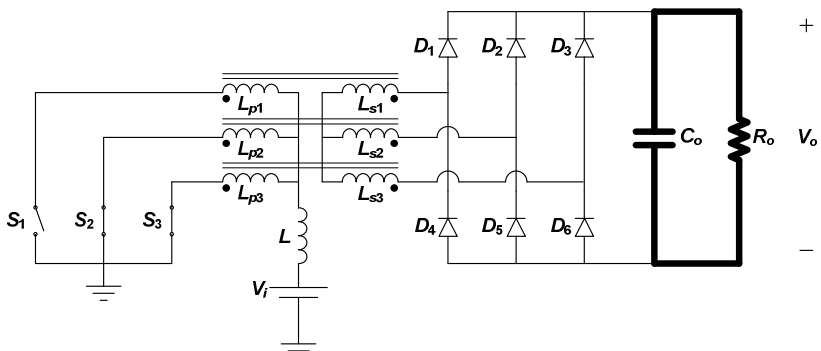 D1 D2 D3
Lp1 Ls1
Lp2 Ls2
Lp3 Ls3
Co Ro Vo
+
−
S1 S2 S3
L
D4 D5 D6
Vi